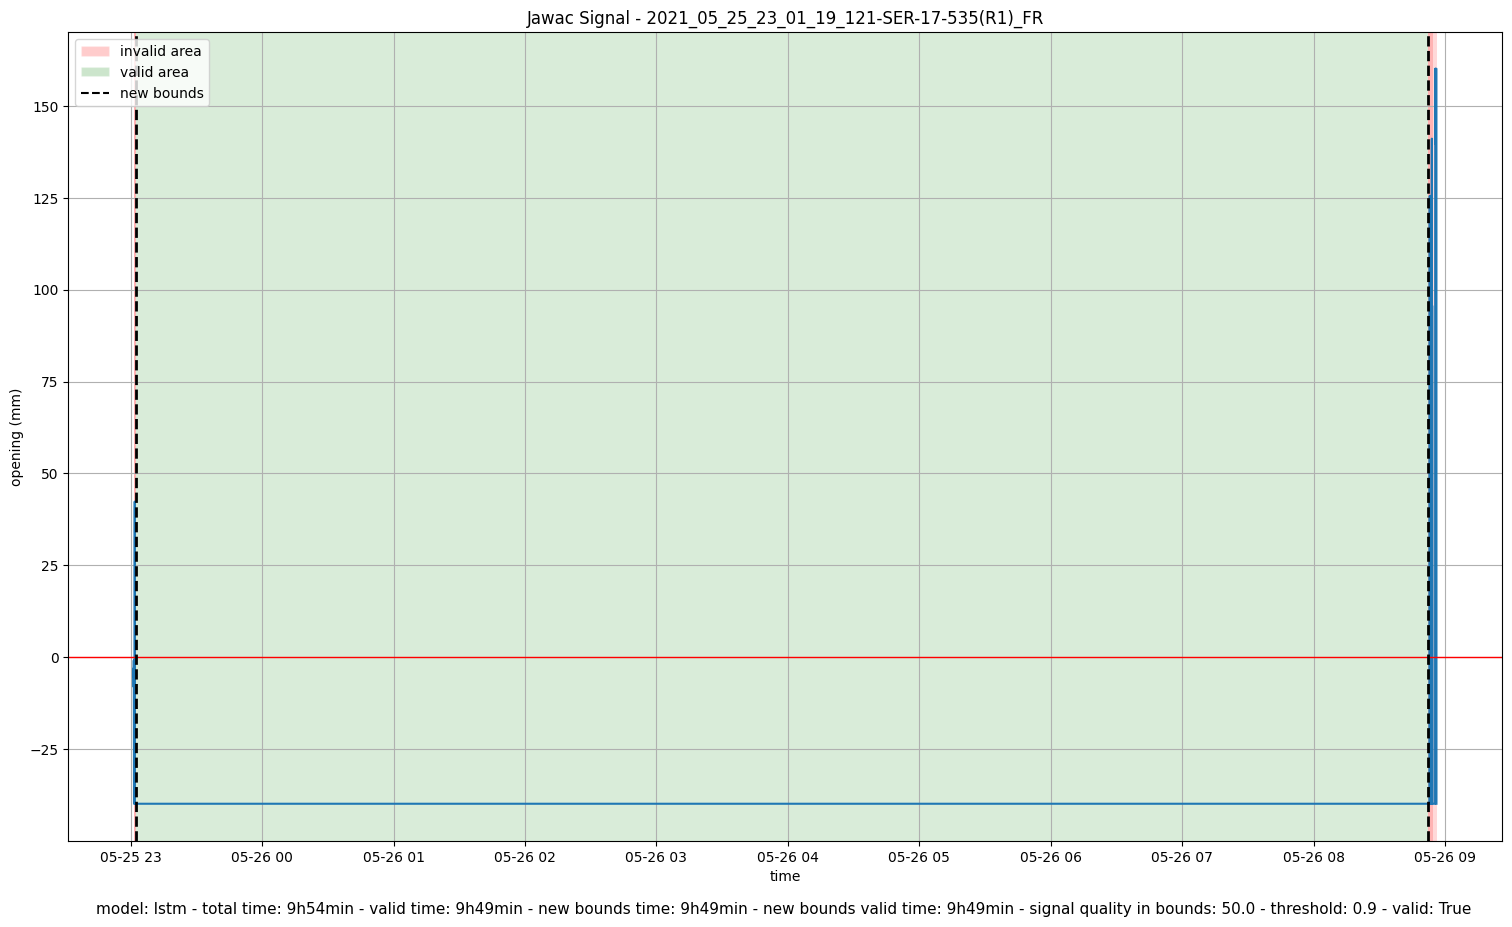 Jawac Signal - 2021_05_25_23_01_19_121-SER-17-535(R1)_FR
invalid area
valid area
new bounds
150
125
100
75
50
25
0
−25
opening (mm)
05-25 23
05-26 00
05-26 01
05-26 02
05-26 03
05-26 04
05-26 05
05-26 06
05-26 07
05-26 08
05-26 09
time
model: lstm - total time: 9h54min - valid time: 9h49min - new bounds time: 9h49min - new bounds valid time: 9h49min - signal quality in bounds: 50.0 - threshold: 0.9 - valid: True